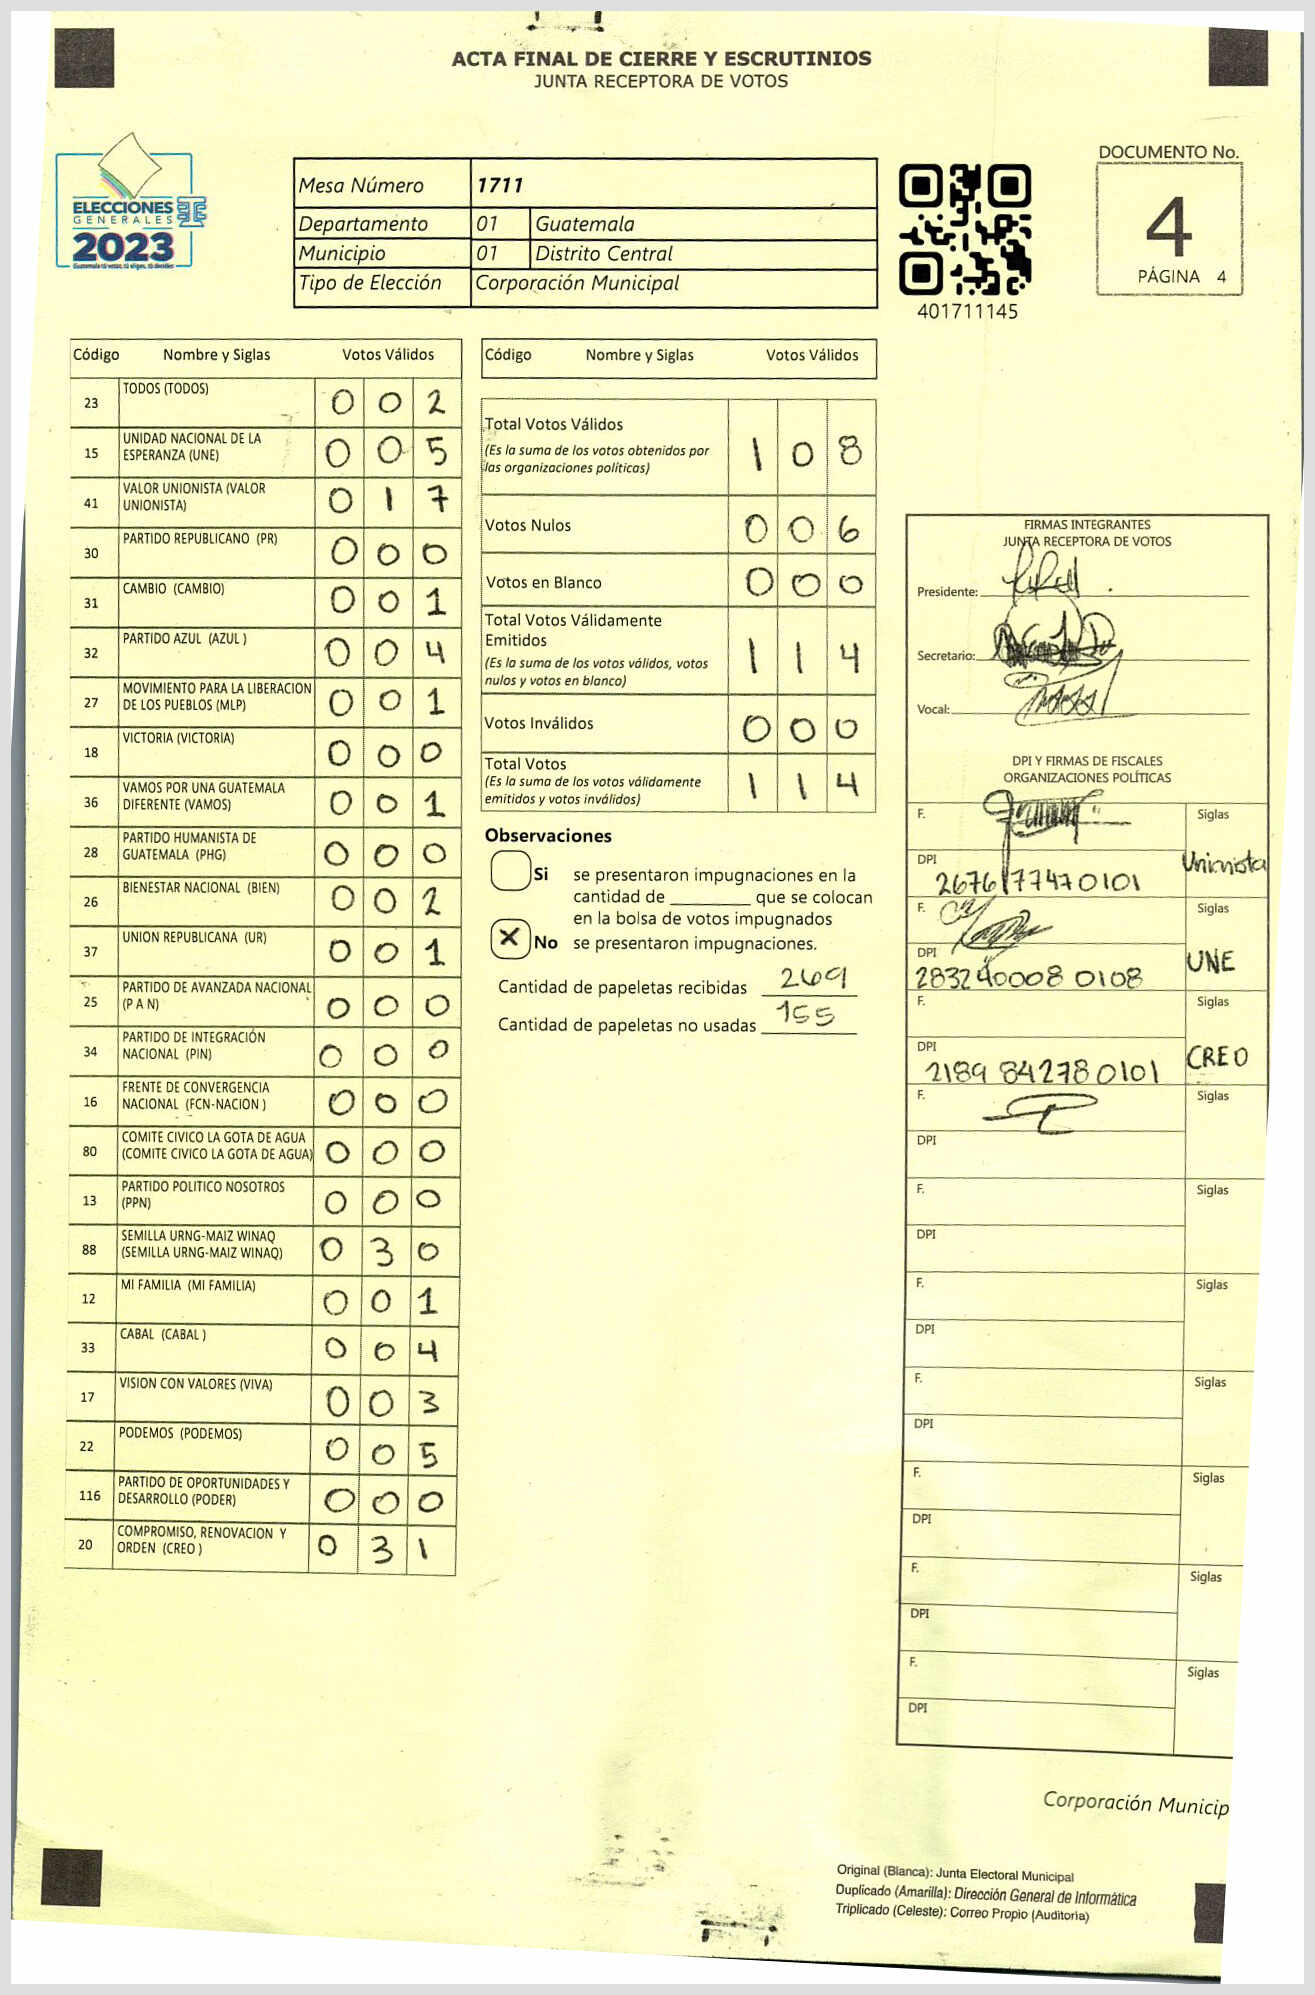 ACTA FINAL DE CIERRE Y ESCRUTINIOS
JUNTA RECEPTORA DE VOTOS
ELECCIONES
GENERALES
2023
Guatemala tú votas, tú eliges, tú decides
Mesa Número 1711
Departamento 01 Guatemala
Municipio 01 Distrito Central
Tipo de Elección Corporación Municipal
401711145
DOCUMENTO No.
4
PÁGINA 4
Código Nombre y Siglas Votos Válidos
23 TODOS (TODOS) 0 0 2
15 UNIDAD NACIONAL DE LA
ESPERANZA (UNE) 0 0 5
41 VALOR UNIONISTA (VALOR
UNIONISTA) 0 1 7
30 PARTIDO REPUBLICANO (PR) 0 0 0
31 CAMBIO (CAMBIO) 0 0 1
32 PARTIDO AZUL (AZUL ) 0 0 4
27 MOVIMIENTO PARA LA LIBERACION
DE LOS PUEBLOS (MLP) 0 0 1
18 VICTORIA (VICTORIA) 0 0 0
36 VAMOS POR UNA GUATEMALA
DIFERENTE (VAMOS) 0 0 1
28 PARTIDO HUMANISTA DE
GUATEMALA (PHG) 0 0 0
26 BIENESTAR NACIONAL (BIEN) 0 0 2
37 UNION REPUBLICANA (UR) 0 0 1
25 PARTIDO DE AVANZADA NACIONAL
(P A N) 0 0 0
34 PARTIDO DE INTEGRACIÓN
NACIONAL (PIN) 0 0 0
16 FRENTE DE CONVERGENCIA
NACIONAL (FCN-NACION ) 0 0 0
80 COMITE CIVICO LA GOTA DE AGUA
(COMITE CIVICO LA GOTA DE AGUA) 0 0 0
13 PARTIDO POLITICO NOSOTROS
(PPN) 0 0 0
88 SEMILLA URNG-MAIZ WINAQ
(SEMILLA URNG-MAIZ WINAQ) 0 3 0
12 MI FAMILIA (MI FAMILIA) 0 0 1
33 CABAL (CABAL ) 0 0 4
17 VISION CON VALORES (VIVA) 0 0 3
22 PODEMOS (PODEMOS) 0 0 5
116 PARTIDO DE OPORTUNIDADES Y
DESARROLLO (PODER) 0 0 0
20 COMPROMISO, RENOVACION Y
ORDEN (CREO ) 0 3 1
Código Nombre y Siglas Votos Válidos
Total Votos Válidos
(Es la suma de los votos obtenidos por
las organizaciones políticas) 1 0 8
Votos Nulos 0 0 6
Votos en Blanco 0 0 0
Total Votos Válidamente
Emitidos
(Es la suma de los votos válidos, votos
nulos y votos en blanco) 1 1 4
Votos Inválidos 0 0 0
Total Votos
(Es la suma de los votos válidamente
emitidos y votos inválidos) 1 1 4
Observaciones
Si se presentaron impugnaciones en la
cantidad de ________ que se colocan
en la bolsa de votos impugnados
X No se presentaron impugnaciones.
Cantidad de papeletas recibidas 269
Cantidad de papeletas no usadas 155
FIRMAS INTEGRANTES
JUNTA RECEPTORA DE VOTOS
Presidente:
Secretario:
Vocal:
DPI Y FIRMAS DE FISCALES
ORGANIZACIONES POLÍTICAS
F. Siglas
DPI 2676177470101 Unionista
F. Siglas
DPI 283240008 0108 UNE
F. Siglas
DPI 2189 84278 0101 CREO
F. Siglas
DPI
F. Siglas
DPI
F. Siglas
DPI
F. Siglas
DPI
F. Siglas
DPI
F. Siglas
DPI
F. Siglas
DPI
Corporación Municip
Original (Blanca): Junta Electoral Municipal
Duplicado (Amarilla): Dirección General de Informática
Triplicado (Celeste): Correo Propio (Auditoría)